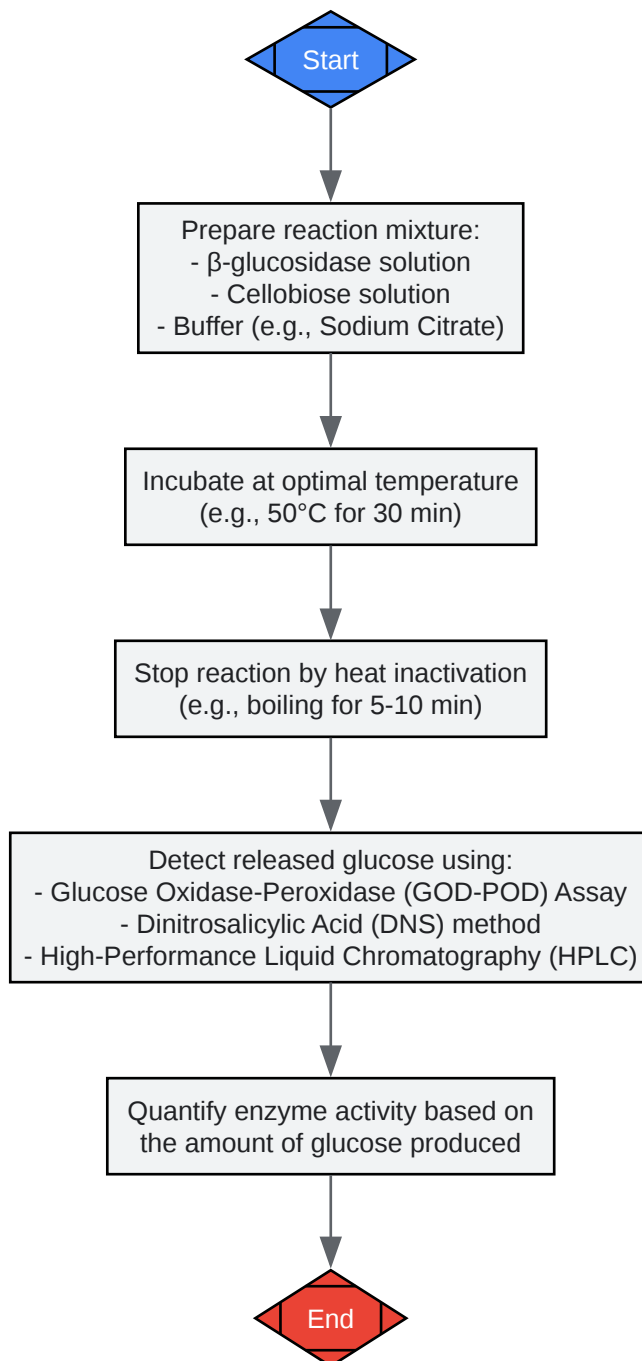 Start
Prepare reaction mixture:
- β-glucosidase solution
- Cellobiose solution
- Buffer (e.g., Sodium Citrate)
Incubate at optimal temperature
(e.g., 50°C for 30 min)
Stop reaction by heat inactivation
(e.g., boiling for 5-10 min)
Detect released glucose using:
- Glucose Oxidase-Peroxidase (GOD-POD) Assay
- Dinitrosalicylic Acid (DNS) method
- High-Performance Liquid Chromatography (HPLC)
Quantify enzyme activity based on
the amount of glucose produced
End